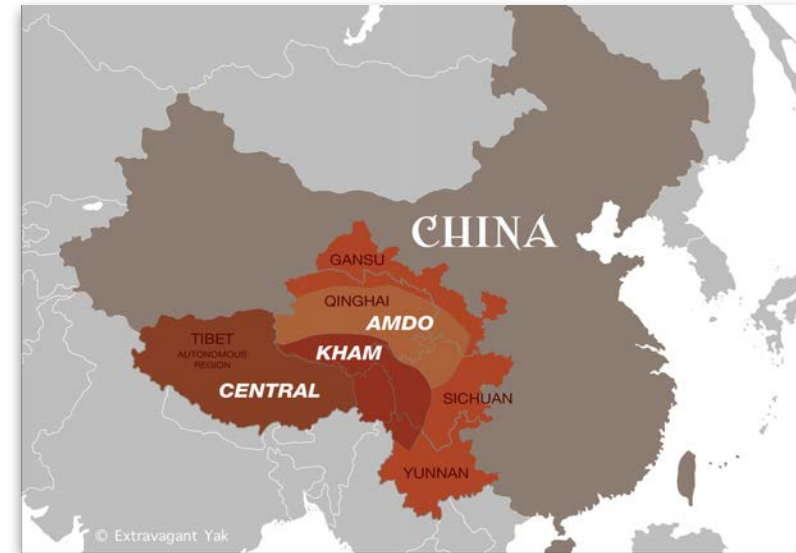 CHINA
GANSU
QINGHAI
AMDO
TIBET
AUTONOMOUS
REGION
KHAM
CENTRAL
SICHUAN
YUNNAN
© Extravagant Yak